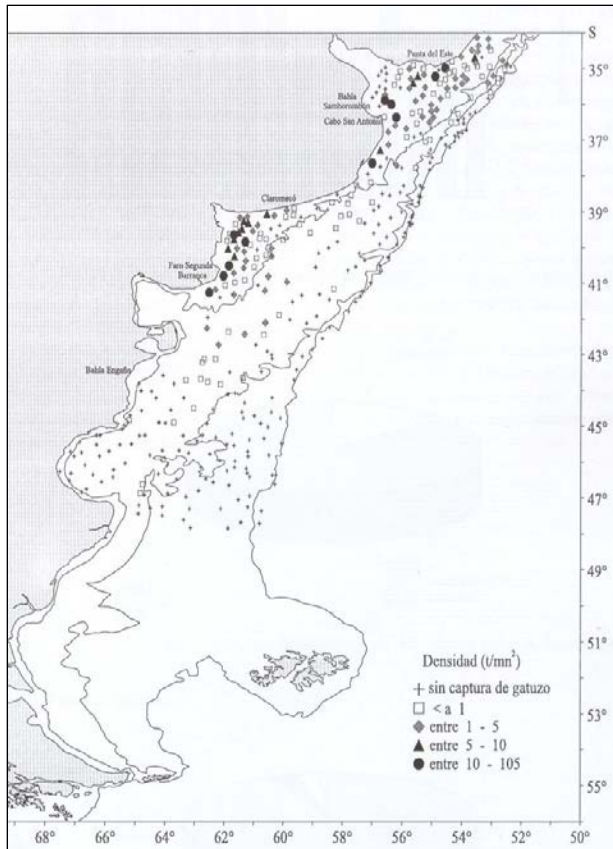 S
Punta del Este
35°
Bahía
Samborombón
Cabo San Antonio
37°
Claromecó
39°
Faro Segunda
Barranca
41°
43°
Bahía Engaño
45°
47°
49°
51°
Densidad (t/mn²)
+ sin captura de gatuzo
□ < a 1
◆ entre 1 - 5
▲ entre 5 - 10
● entre 10 - 105
53°
55°
68° 66° 64° 62° 60° 58° 56° 54° 52° 50°